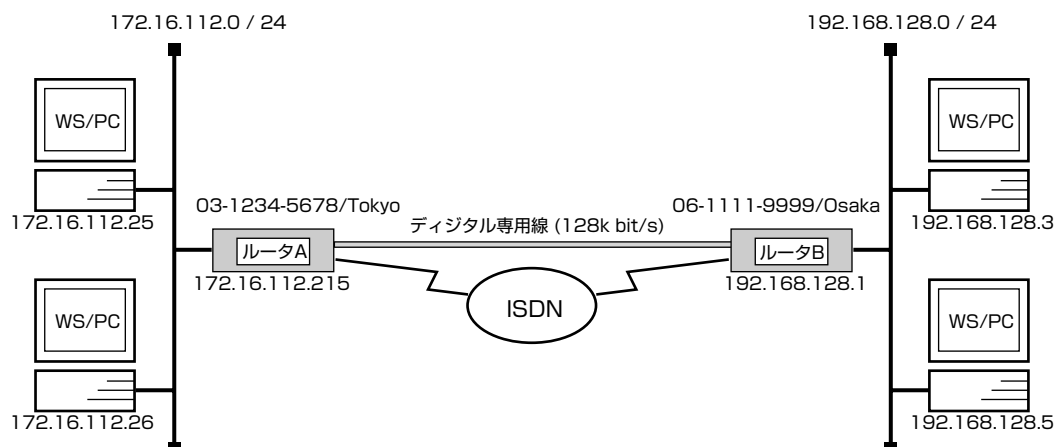 172.16.112.0 / 24
192.168.128.0 / 24
WS/PC
WS/PC
172.16.112.25
03-1234-5678/Tokyo
ディジタル専用線 (128k bit/s)
06-1111-9999/Osaka
192.168.128.3
ルータA
ルータB
172.16.112.215
192.168.128.1
ISDN
WS/PC
WS/PC
172.16.112.26
192.168.128.5